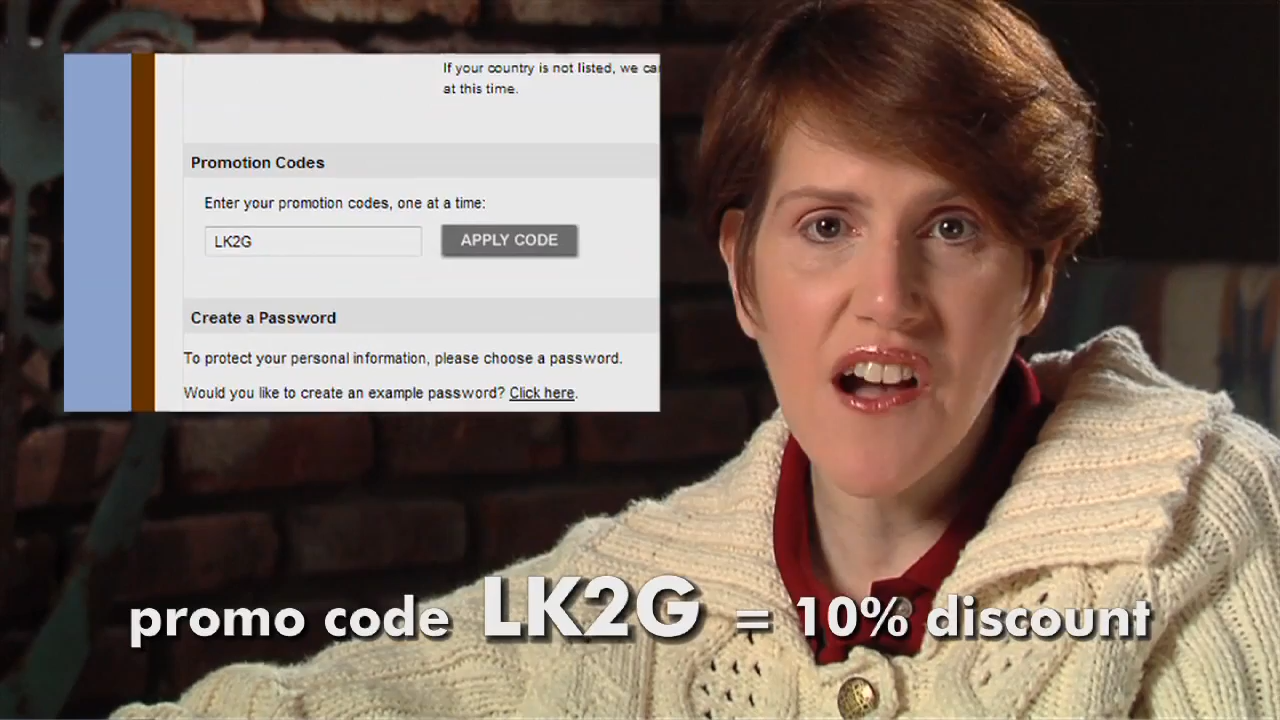 If your country is not listed, we
at this time.
Promotion Codes
Enter your promotion codes, one at a time:
LK2G
APPLY CODE
Create a Password
To protect your personal information, please choose a password.
Would you like to create an example password? Click here.
promo code LK2G = 10% discount